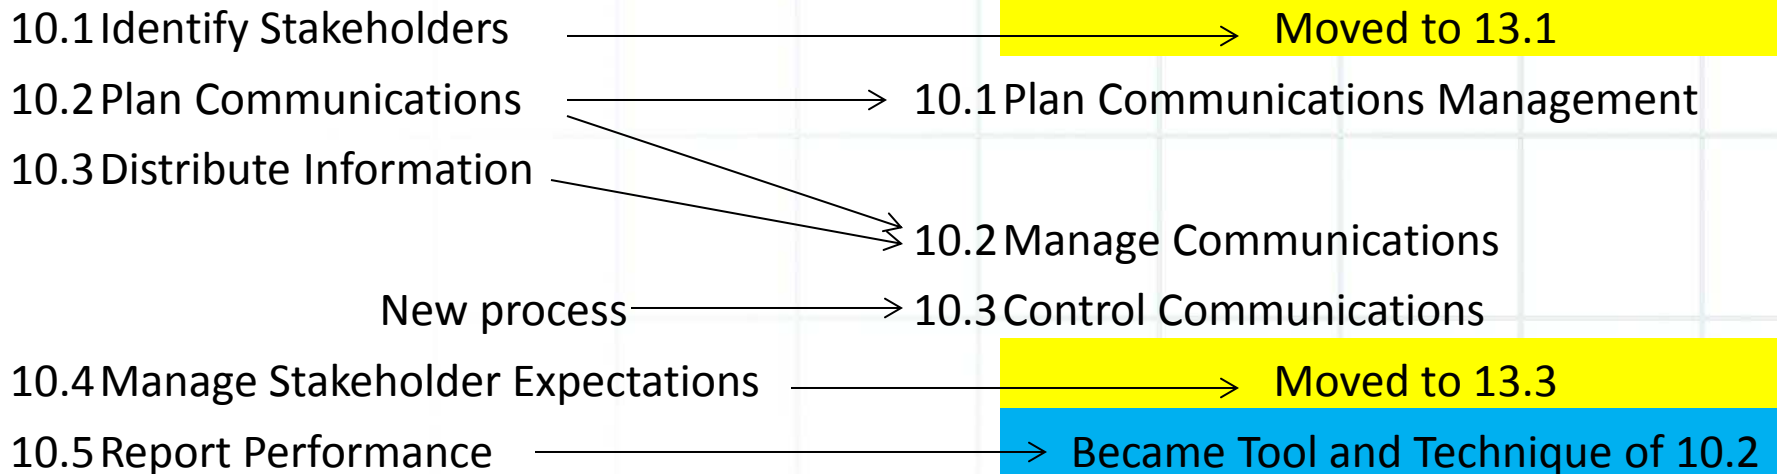 10.1 Identify Stakeholders Moved to 13.1
10.2 Plan Communications 10.1 Plan Communications Management
10.3 Distribute Information
10.2 Manage Communications
New process 10.3 Control Communications
10.4 Manage Stakeholder Expectations Moved to 13.3
10.5 Report Performance Became Tool and Technique of 10.2